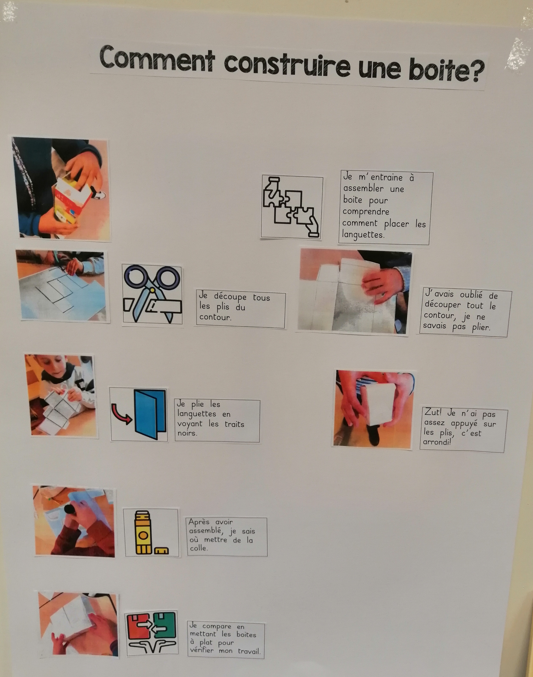 Comment construire une boite?
Je m'entraine à
assembler une
boite pour
comprendre
comment placer les
languettes.
Je découpe tous
les plis du
contour.
J'avais oublié de
découper tout le
contour, je ne
savais pas plier.
Je plie les
languettes en
voyant les traits
noirs.
Zut! Je n'ai pas
assez appuyé sur
les plis, c'est
arrondi!
Après avoir
assemblé, je sais
où mettre de la
colle.
Je compare en
mettant les boites
à plat pour
vérifier mon travail.